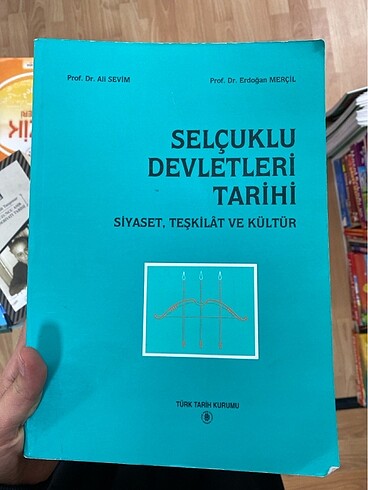 Prof. Dr. Ali SEVİM
Prof. Dr. Erdoğan MERÇİL
SELÇUKLU
DEVLETLERİ
TARİHİ
SİYASET, TEŞKİLÂT VE KÜLTÜR
TÜRK TARİH KURUMU